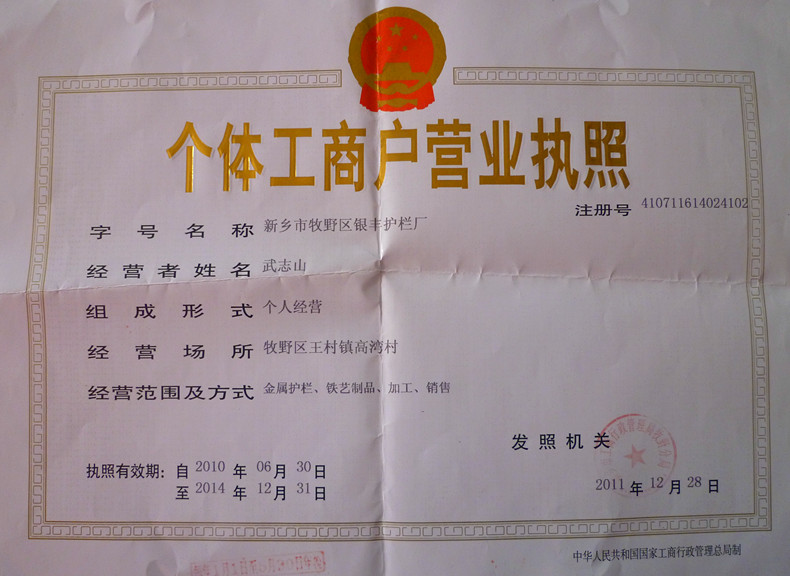 个体工商户营业执照
注册号 410711614024102
字号名称 新乡市牧野区银丰护栏厂
经营者姓名 武志山
组成形式 个人经营
经营场所 牧野区王村镇高湾村
经营范围及方式 金属护栏、铁艺制品、加工、销售
发照机关
执照有效期：自 2010 年 06 月 30 日
至 2014 年 12 月 31 日
2011 年 12 月 28 日
中华人民共和国国家工商行政管理总局制